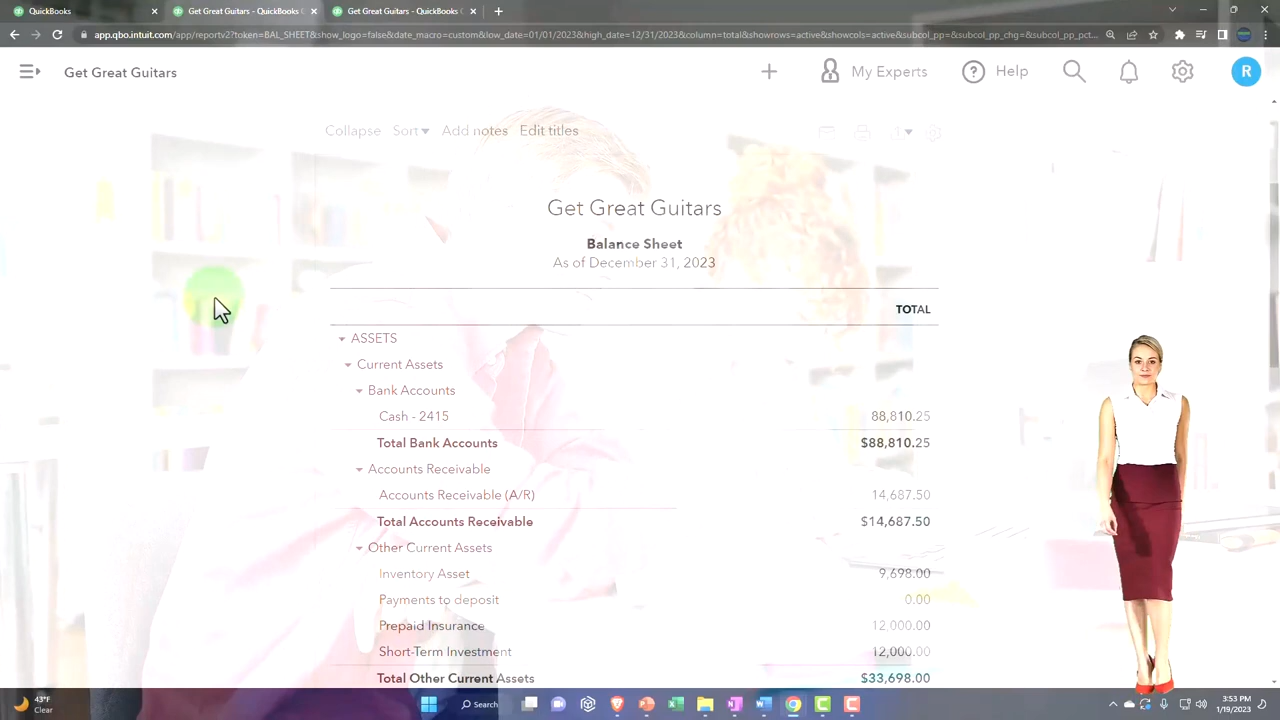 QuickBooks
Get Great Guitars - QuickBooks C
Get Great Guitars - QuickBooks C
app.qbo.intuit.com/app/reportv2?token=BAL_SHEET&show_logo=false&date_macro=custom&low_date=01/01/2023&high_date=12/31/2023&column=total&showrows=active&showcols=active&subcol_pp=&subcol_pp_chg=&subcol_pp_pct...
Get Great Guitars
My Experts
Help
R
Collapse Sort Add notes Edit titles
Get Great Guitars
Balance Sheet
As of December 31, 2023
TOTAL
ASSETS
Current Assets
Bank Accounts
Cash - 2415 88,810.25
Total Bank Accounts $88,810.25
Accounts Receivable
Accounts Receivable (A/R) 14,687.50
Total Accounts Receivable $14,687.50
Other Current Assets
Inventory Asset 9,698.00
Payments to deposit 0.00
Prepaid Insurance 12,000.00
Short-Term Investment 12,000.00
Total Other Current Assets $33,698.00
43°F
Clear
Search
3:53 PM
1/19/2023